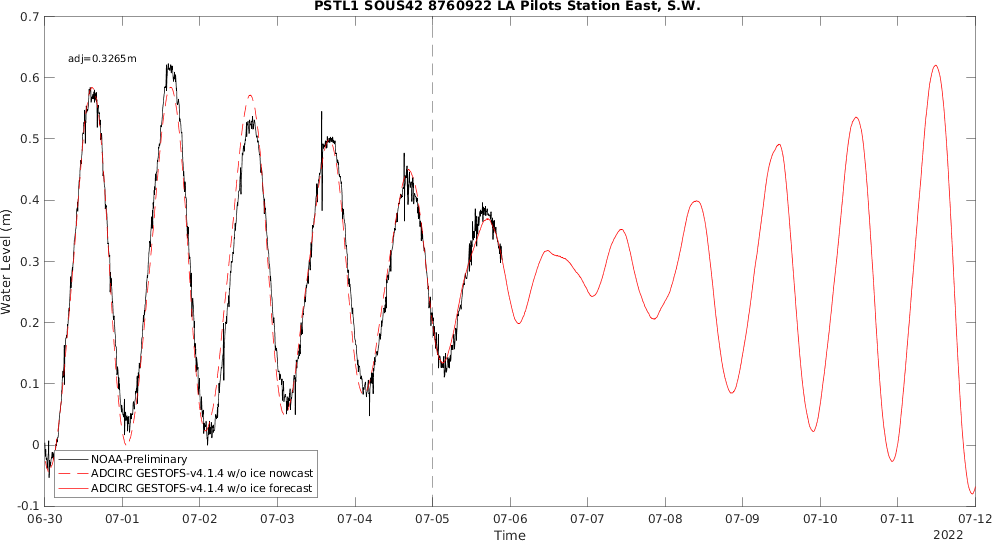 PSTL1 SOUS42 8760922 LA Pilots Station East, S.W.
0.7
adj=0.3265m
0.6
0.5
0.4
0.3
0.2
0.1
0
-0.1
Water Level (m)
NOAA-Preliminary
ADCIRC GESTOFS-v4.1.4 w/o ice nowcast
ADCIRC GESTOFS-v4.1.4 w/o ice forecast
06-30 07-01 07-02 07-03 07-04 07-05 07-06 07-07 07-08 07-09 07-10 07-11 07-12
Time
2022